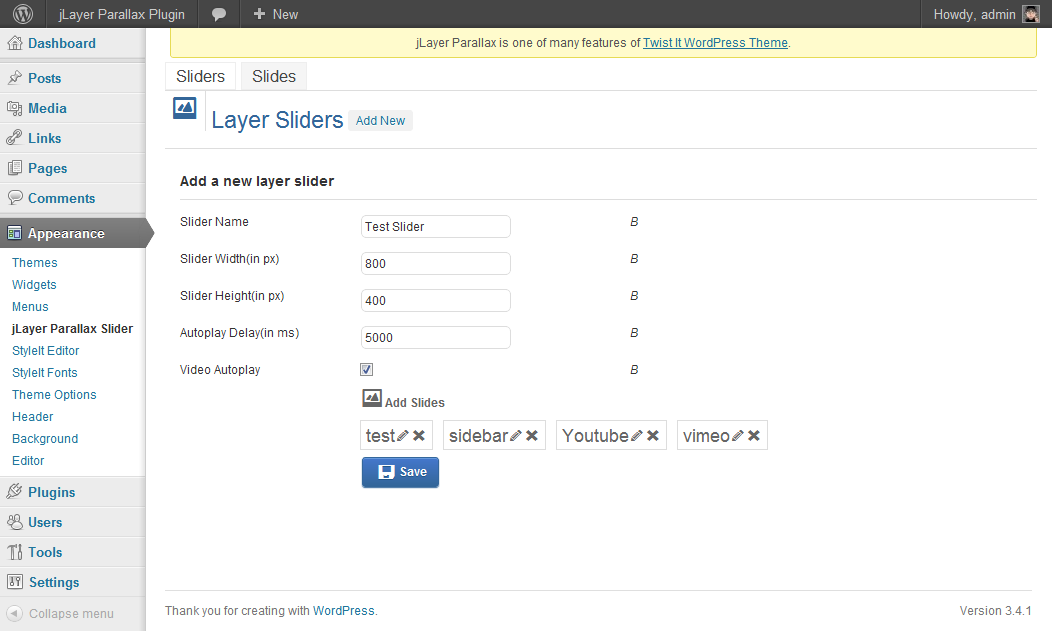 jLayer Parallax Plugin
New
Howdy, admin
Dashboard
Posts
Media
Links
Pages
Comments
Appearance
Themes
Widgets
Menus
jLayer Parallax Slider
StyleIt Editor
StyleIt Fonts
Theme Options
Header
Background
Editor
Plugins
Users
Tools
Settings
Collapse menu
jLayer Parallax is one of many features of Twist It WordPress Theme.
Sliders Slides
Layer Sliders Add New
Add a new layer slider
Slider Name Test Slider B
Slider Width(in px) 800 B
Slider Height(in px) 400 B
Autoplay Delay(in ms) 5000 B
Video Autoplay B
Add Slides
test sidebar Youtube vimeo
Save
Thank you for creating with WordPress. Version 3.4.1